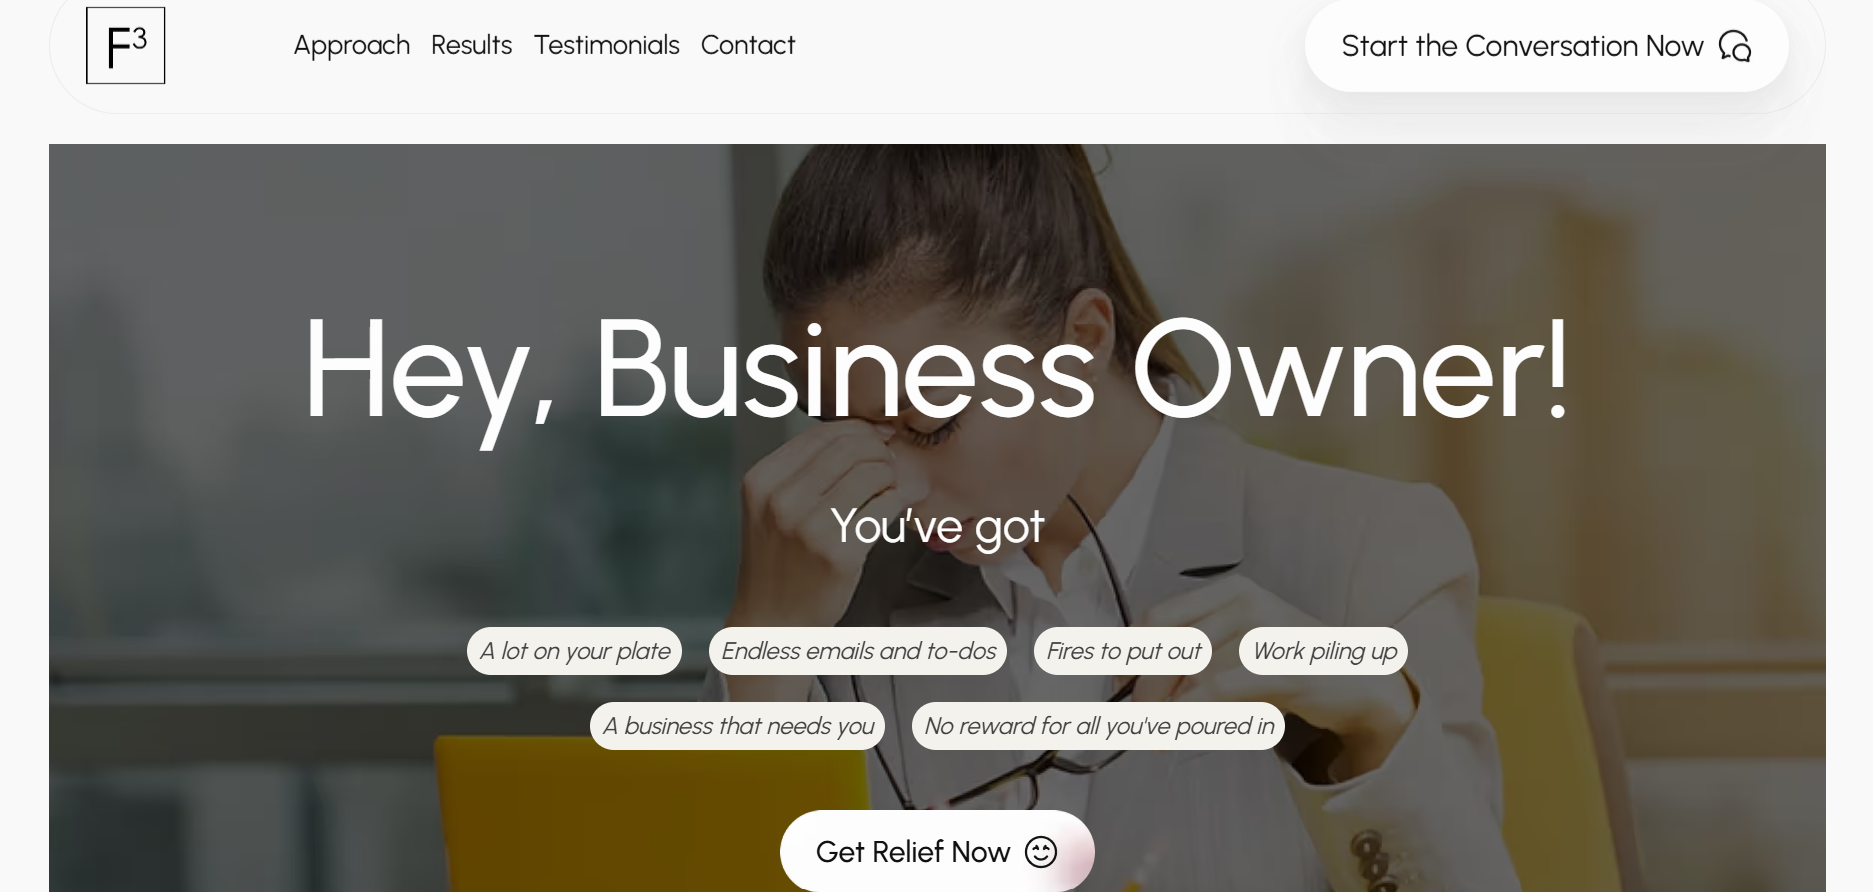 F³
Approach Results Testimonials Contact
Start the Conversation Now
Hey, Business Owner!
You've got
A lot on your plate
Endless emails and to-dos
Fires to put out
Work piling up
A business that needs you
No reward for all you've poured in
Get Relief Now